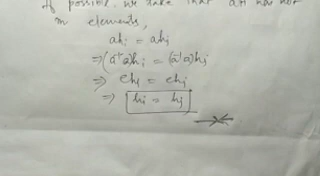 If possible, we take that aH has not
m elements,
ahi = ahj
⇒(a⁻¹a)hi = (a⁻¹a)hj
⇒ ehi = ehj
⇒ hi = hj